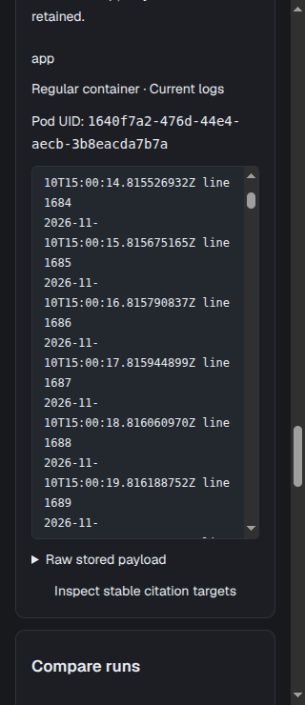 retained.
app
Regular container · Current logs
Pod UID: 1640f7a2-476d-44e4-
aecb-3b8eacda7b7a
10T15:00:14.815526932Z line
1684
2026-11-
10T15:00:15.815675165Z line
1685
2026-11-
10T15:00:16.815790837Z line
1686
2026-11-
10T15:00:17.815944899Z line
1687
2026-11-
10T15:00:18.816060970Z line
1688
2026-11-
10T15:00:19.816188752Z line
1689
2026-11-
Raw stored payload
Inspect stable citation targets
Compare runs